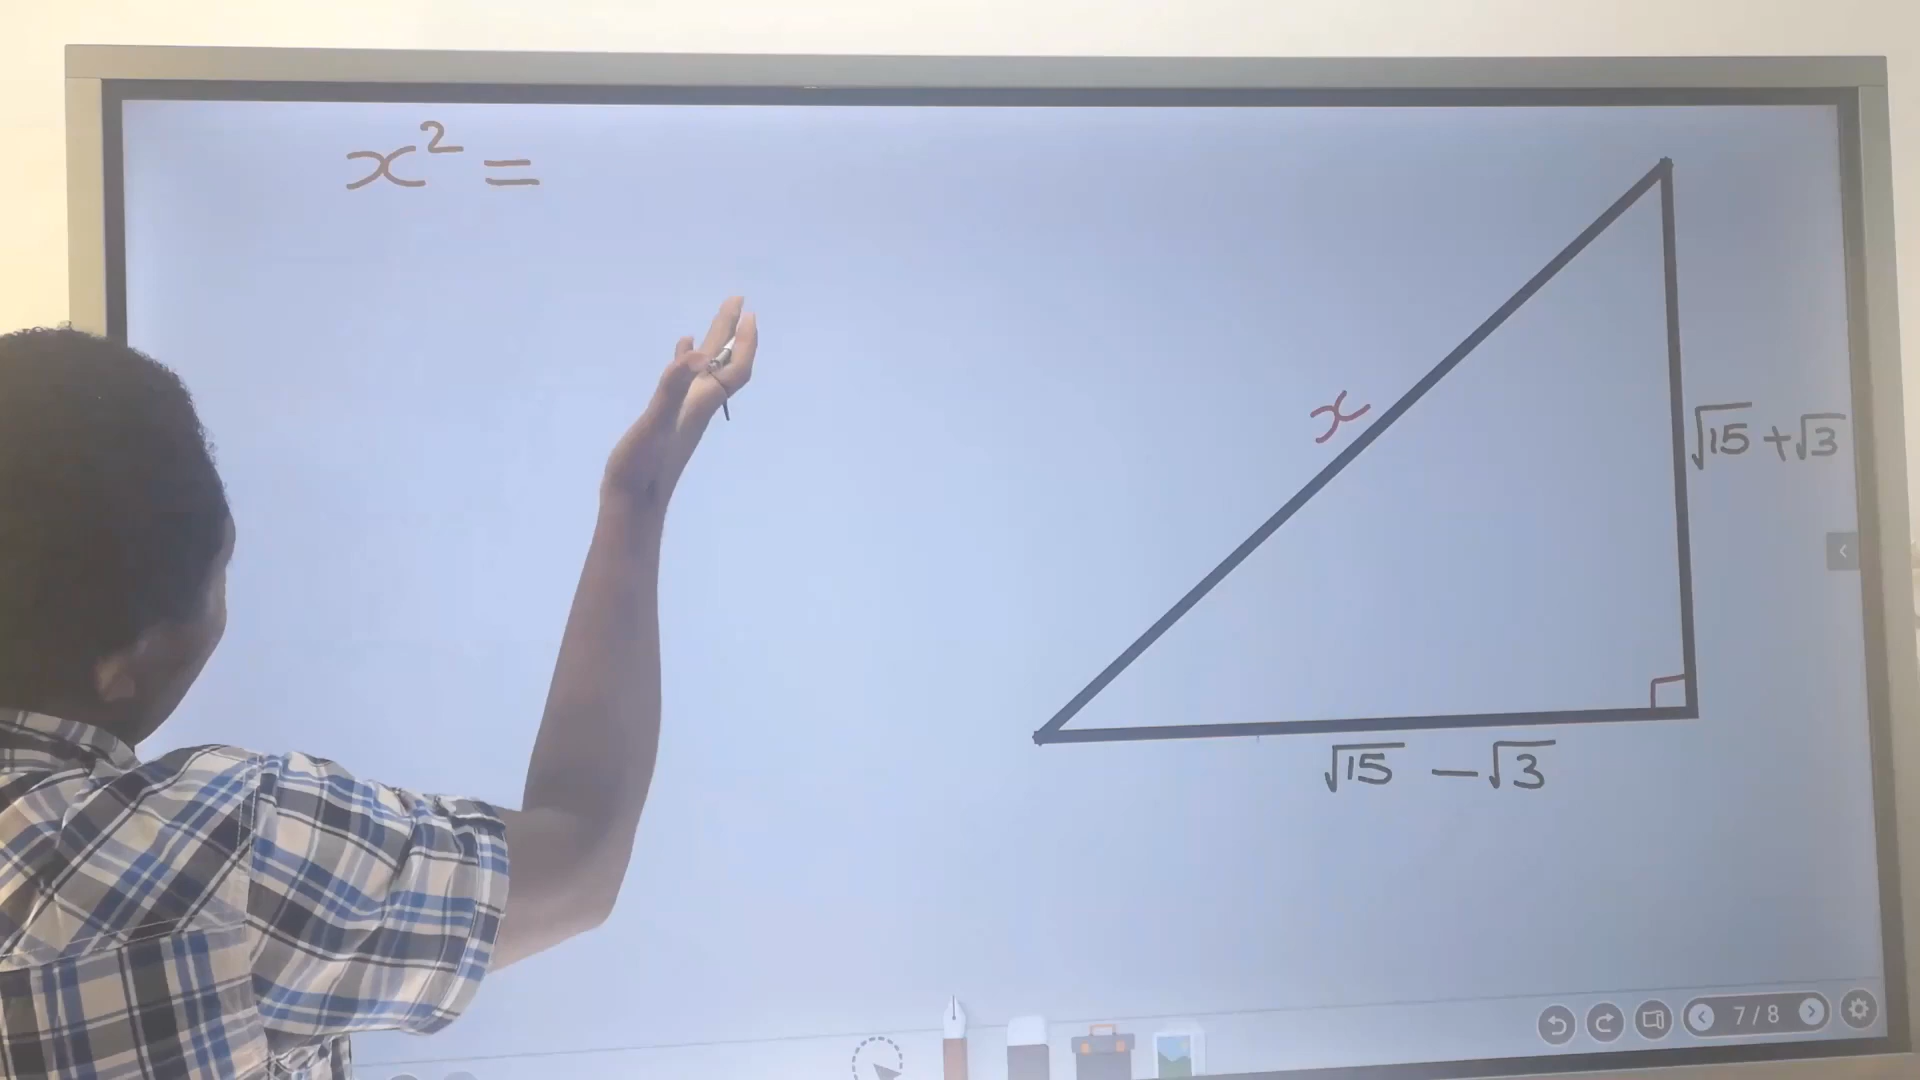 x² =
x
√15 + √3
√15 - √3
7/8